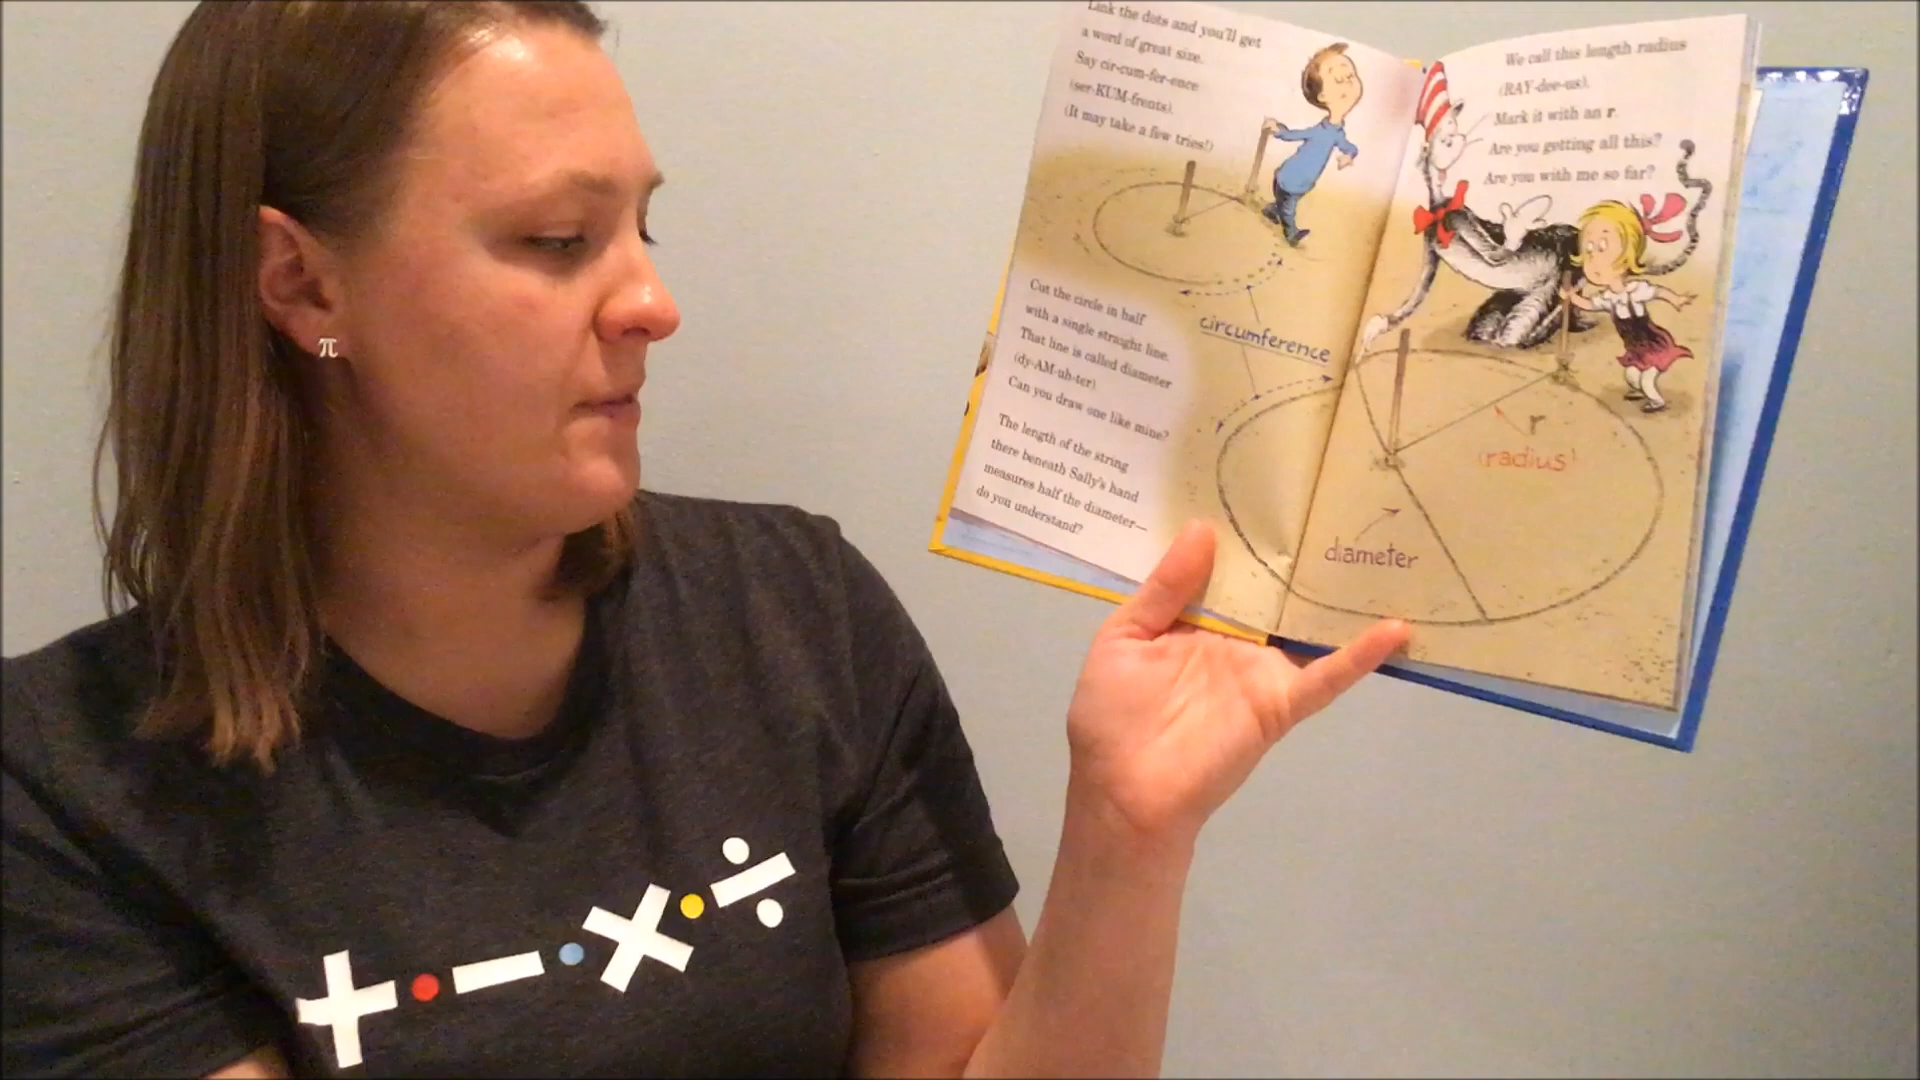 Link the dots and you'll get
a word of great size.
Say cir-cum-fer-ence
(ser-KUM-frents).
(It may take a few tries!)
circumference
Cut the circle in half
with a single straight line.
That line is called diameter
(dy-AM-uh-ter).
Can you draw one like mine?
The length of the string
there beneath Sally's hand
measures half the diameter—
do you understand?
We call this length radius
(RAY-dee-us).
Mark it with an r.
Are you getting all this?
Are you with me so far?
r
(radius)
diameter
π
+ • − • × • ÷